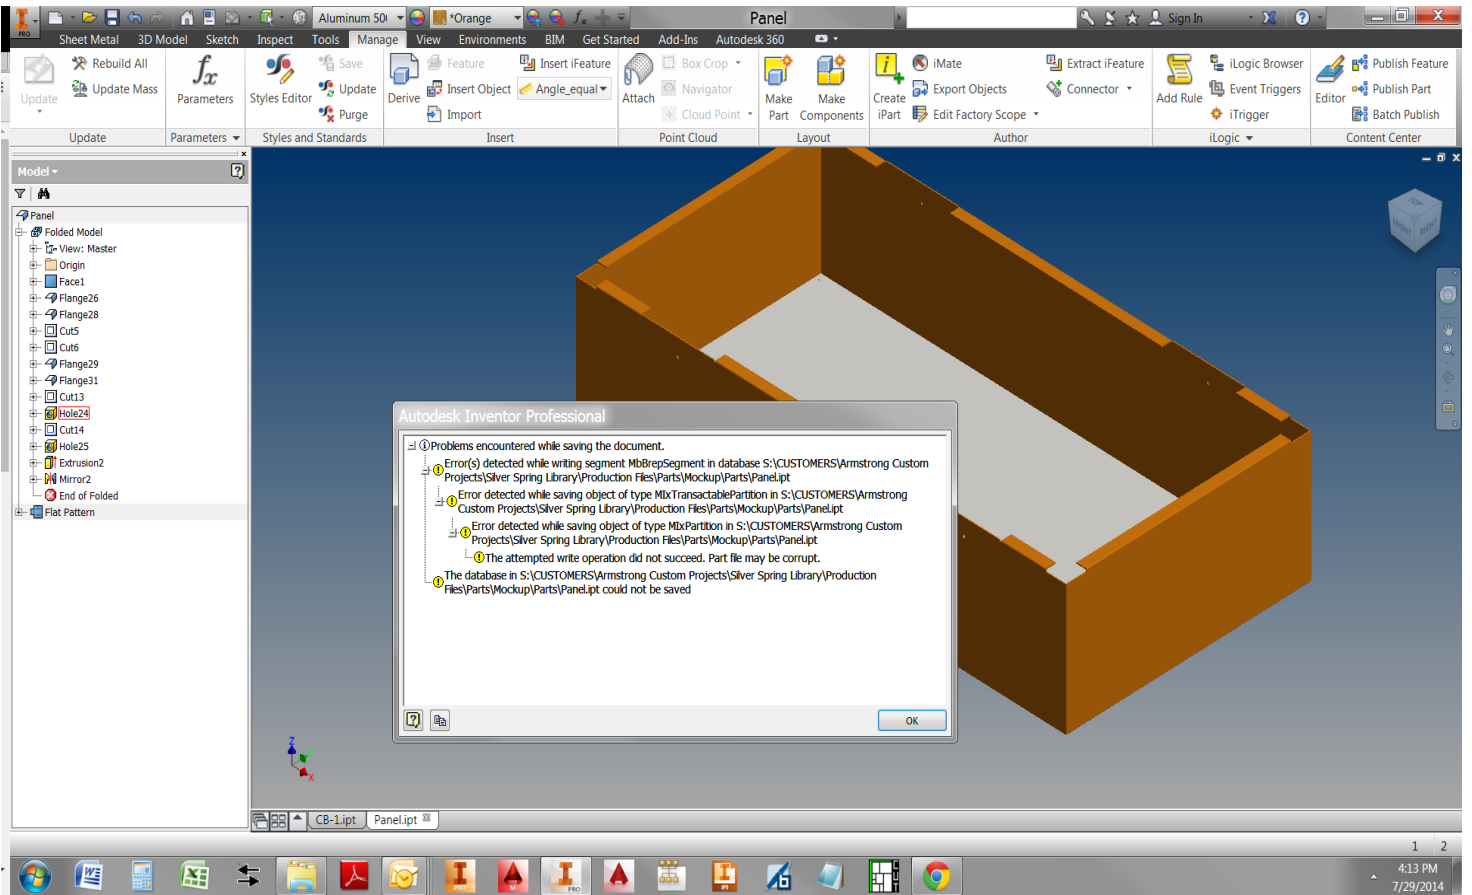 Aluminum 50
*Orange
Panel
Sign In
PRO
Sheet Metal 3D Model Sketch Inspect Tools Manage View Environments BIM Get Started Add-Ins Autodesk 360
Update
Update
Rebuild All
Update Mass
fx
Parameters
Parameters
Styles Editor
Save
Update
Purge
Styles and Standards
Derive
Feature
Insert Object
Import
Insert iFeature
Angle_equal
Insert
Attach
Box Crop
Navigator
Cloud Point
Point Cloud
Make Part
Make Components
Layout
Create iPart
iMate
Export Objects
Edit Factory Scope
Extract iFeature
Connector
Author
Add Rule
iLogic Browser
Event Triggers
iTrigger
iLogic
Editor
Publish Feature
Publish Part
Batch Publish
Content Center
Model
Panel
Folded Model
View: Master
Origin
Face1
Flange26
Flange28
Cut5
Cut6
Flange29
Flange31
Cut13
Hole24
Cut14
Hole25
Extrusion2
Mirror2
End of Folded
Flat Pattern
TOP
FRONT RIGHT
Autodesk Inventor Professional
Problems encountered while saving the document.
Error(s) detected while writing segment MbBrepSegment in database S:\CUSTOMERS\Armstrong Custom
Projects\Silver Spring Library\Production Files\Parts\Mockup\Parts\Panel.ipt
Error detected while saving object of type MIxTransactablePartition in S:\CUSTOMERS\Armstrong
Custom Projects\Silver Spring Library\Production Files\Parts\Mockup\Parts\Panel.ipt
Error detected while saving object of type MIxPartition in S:\CUSTOMERS\Armstrong Custom
Projects\Silver Spring Library\Production Files\Parts\Mockup\Parts\Panel.ipt
The attempted write operation did not succeed. Part file may be corrupt.
The database in S:\CUSTOMERS\Armstrong Custom Projects\Silver Spring Library\Production
Files\Parts\Mockup\Parts\Panel.ipt could not be saved
OK
Z
Y
X
CB-1.ipt
Panel.ipt
1 2
4:13 PM
7/29/2014